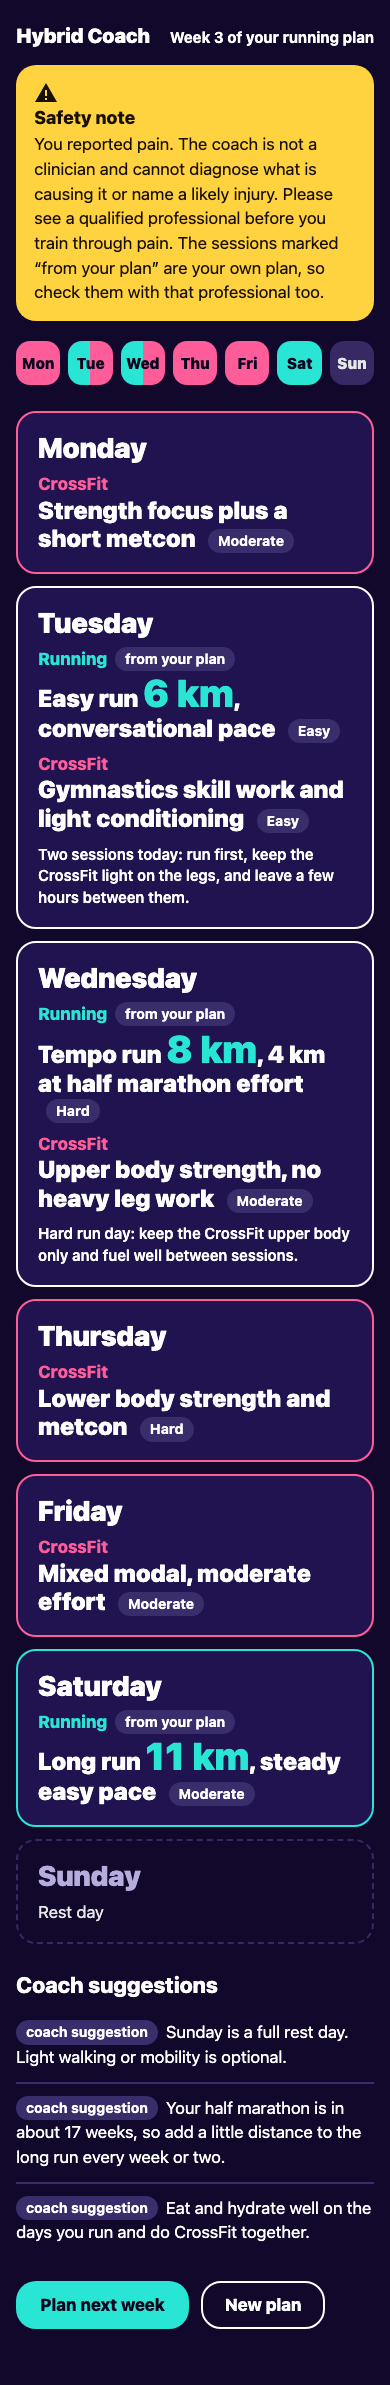 Hybrid Coach
Week 3 of your running plan
Safety note
You reported pain. The coach is not a
clinician and cannot diagnose what is
causing it or name a likely injury. Please
see a qualified professional before you
train through pain. The sessions marked
“from your plan” are your own plan, so
check them with that professional too.
Mon Tue Wed Thu Fri Sat Sun
Monday
CrossFit
Strength focus plus a
short metcon Moderate
Tuesday
Running from your plan
Easy run 6 km,
conversational pace Easy
CrossFit
Gymnastics skill work and
light conditioning Easy
Two sessions today: run first, keep the
CrossFit light on the legs, and leave a few
hours between them.
Wednesday
Running from your plan
Tempo run 8 km, 4 km
at half marathon effort
Hard
CrossFit
Upper body strength, no
heavy leg work Moderate
Hard run day: keep the CrossFit upper body
only and fuel well between sessions.
Thursday
CrossFit
Lower body strength and
metcon Hard
Friday
CrossFit
Mixed modal, moderate
effort Moderate
Saturday
Running from your plan
Long run 11 km, steady
easy pace Moderate
Sunday
Rest day
Coach suggestions
coach suggestion Sunday is a full rest day.
Light walking or mobility is optional.
coach suggestion Your half marathon is in
about 17 weeks, so add a little distance to the
long run every week or two.
coach suggestion Eat and hydrate well on the
days you run and do CrossFit together.
Plan next week
New plan